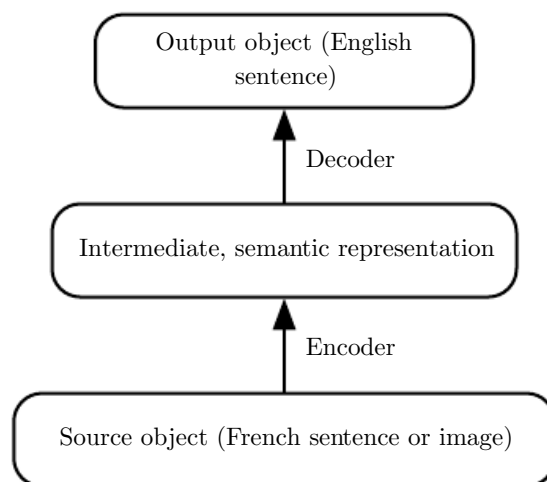 Output object (English
sentence)
Decoder
Intermediate, semantic representation
Encoder
Source object (French sentence or image)